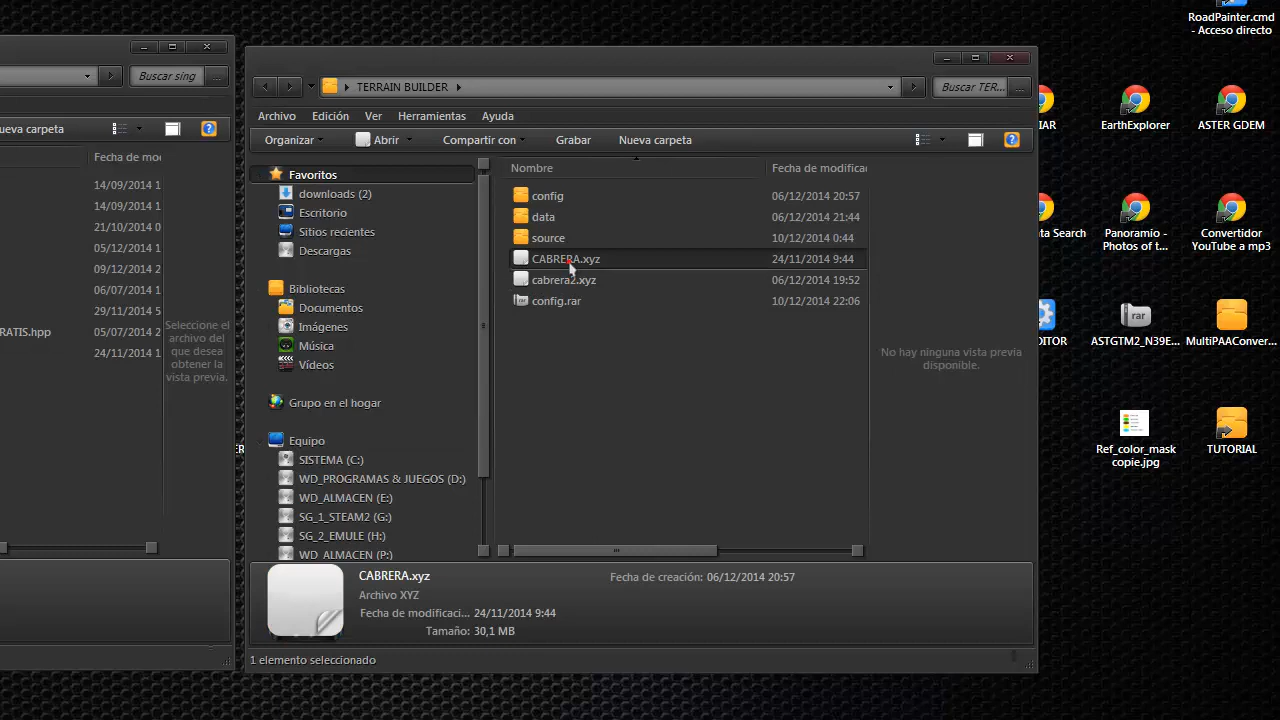 RoadPainter.cmd
- Acceso directo
Buscar sing
...
ueva carpeta
Fecha de mo
14/09/2014 1
14/09/2014 1
21/10/2014 0
05/12/2014 1
09/12/2014 2
06/07/2014 1
29/11/2014 5
RATIS.hpp
05/07/2014 2
24/11/2014 1
Seleccione el
archivo del
que desea
obtener la
vista previa.
TERRAIN BUILDER
Buscar TER...
...
Archivo
Edición
Ver
Herramientas
Ayuda
Organizar
Abrir
Compartir con
Grabar
Nueva carpeta
Favoritos
downloads (2)
Escritorio
Sitios recientes
Descargas
Bibliotecas
Documentos
Imágenes
Música
Vídeos
Grupo en el hogar
Equipo
SISTEMA (C:)
WD_PROGRAMAS & JUEGOS (D:)
WD_ALMACEN (E:)
SG_1_STEAM2 (G:)
SG_2_EMULE (H:)
WD_ALMACEN (P:)
Nombre
Fecha de modifica
config
06/12/2014 20:57
data
06/12/2014 21:44
source
10/12/2014 0:44
CABRERA.xyz
24/11/2014 9:44
cabrera2.xyz
06/12/2014 19:52
config.rar
10/12/2014 22:06
No hay ninguna vista previa
disponible.
CABRERA.xyz
Archivo XYZ
Fecha de modificaci... 24/11/2014 9:44
Tamaño: 30,1 MB
Fecha de creación: 06/12/2014 20:57
1 elemento seleccionado
IAR
EarthExplorer
ASTER GDEM
ata Search
Panoramio -
Photos of t...
Convertidor
YouTube a mp3
ER
ITOR
rar
ASTGTM2_N39E...
MultiPAAConver...
Ref_color_mask
copie.jpg
TUTORIAL